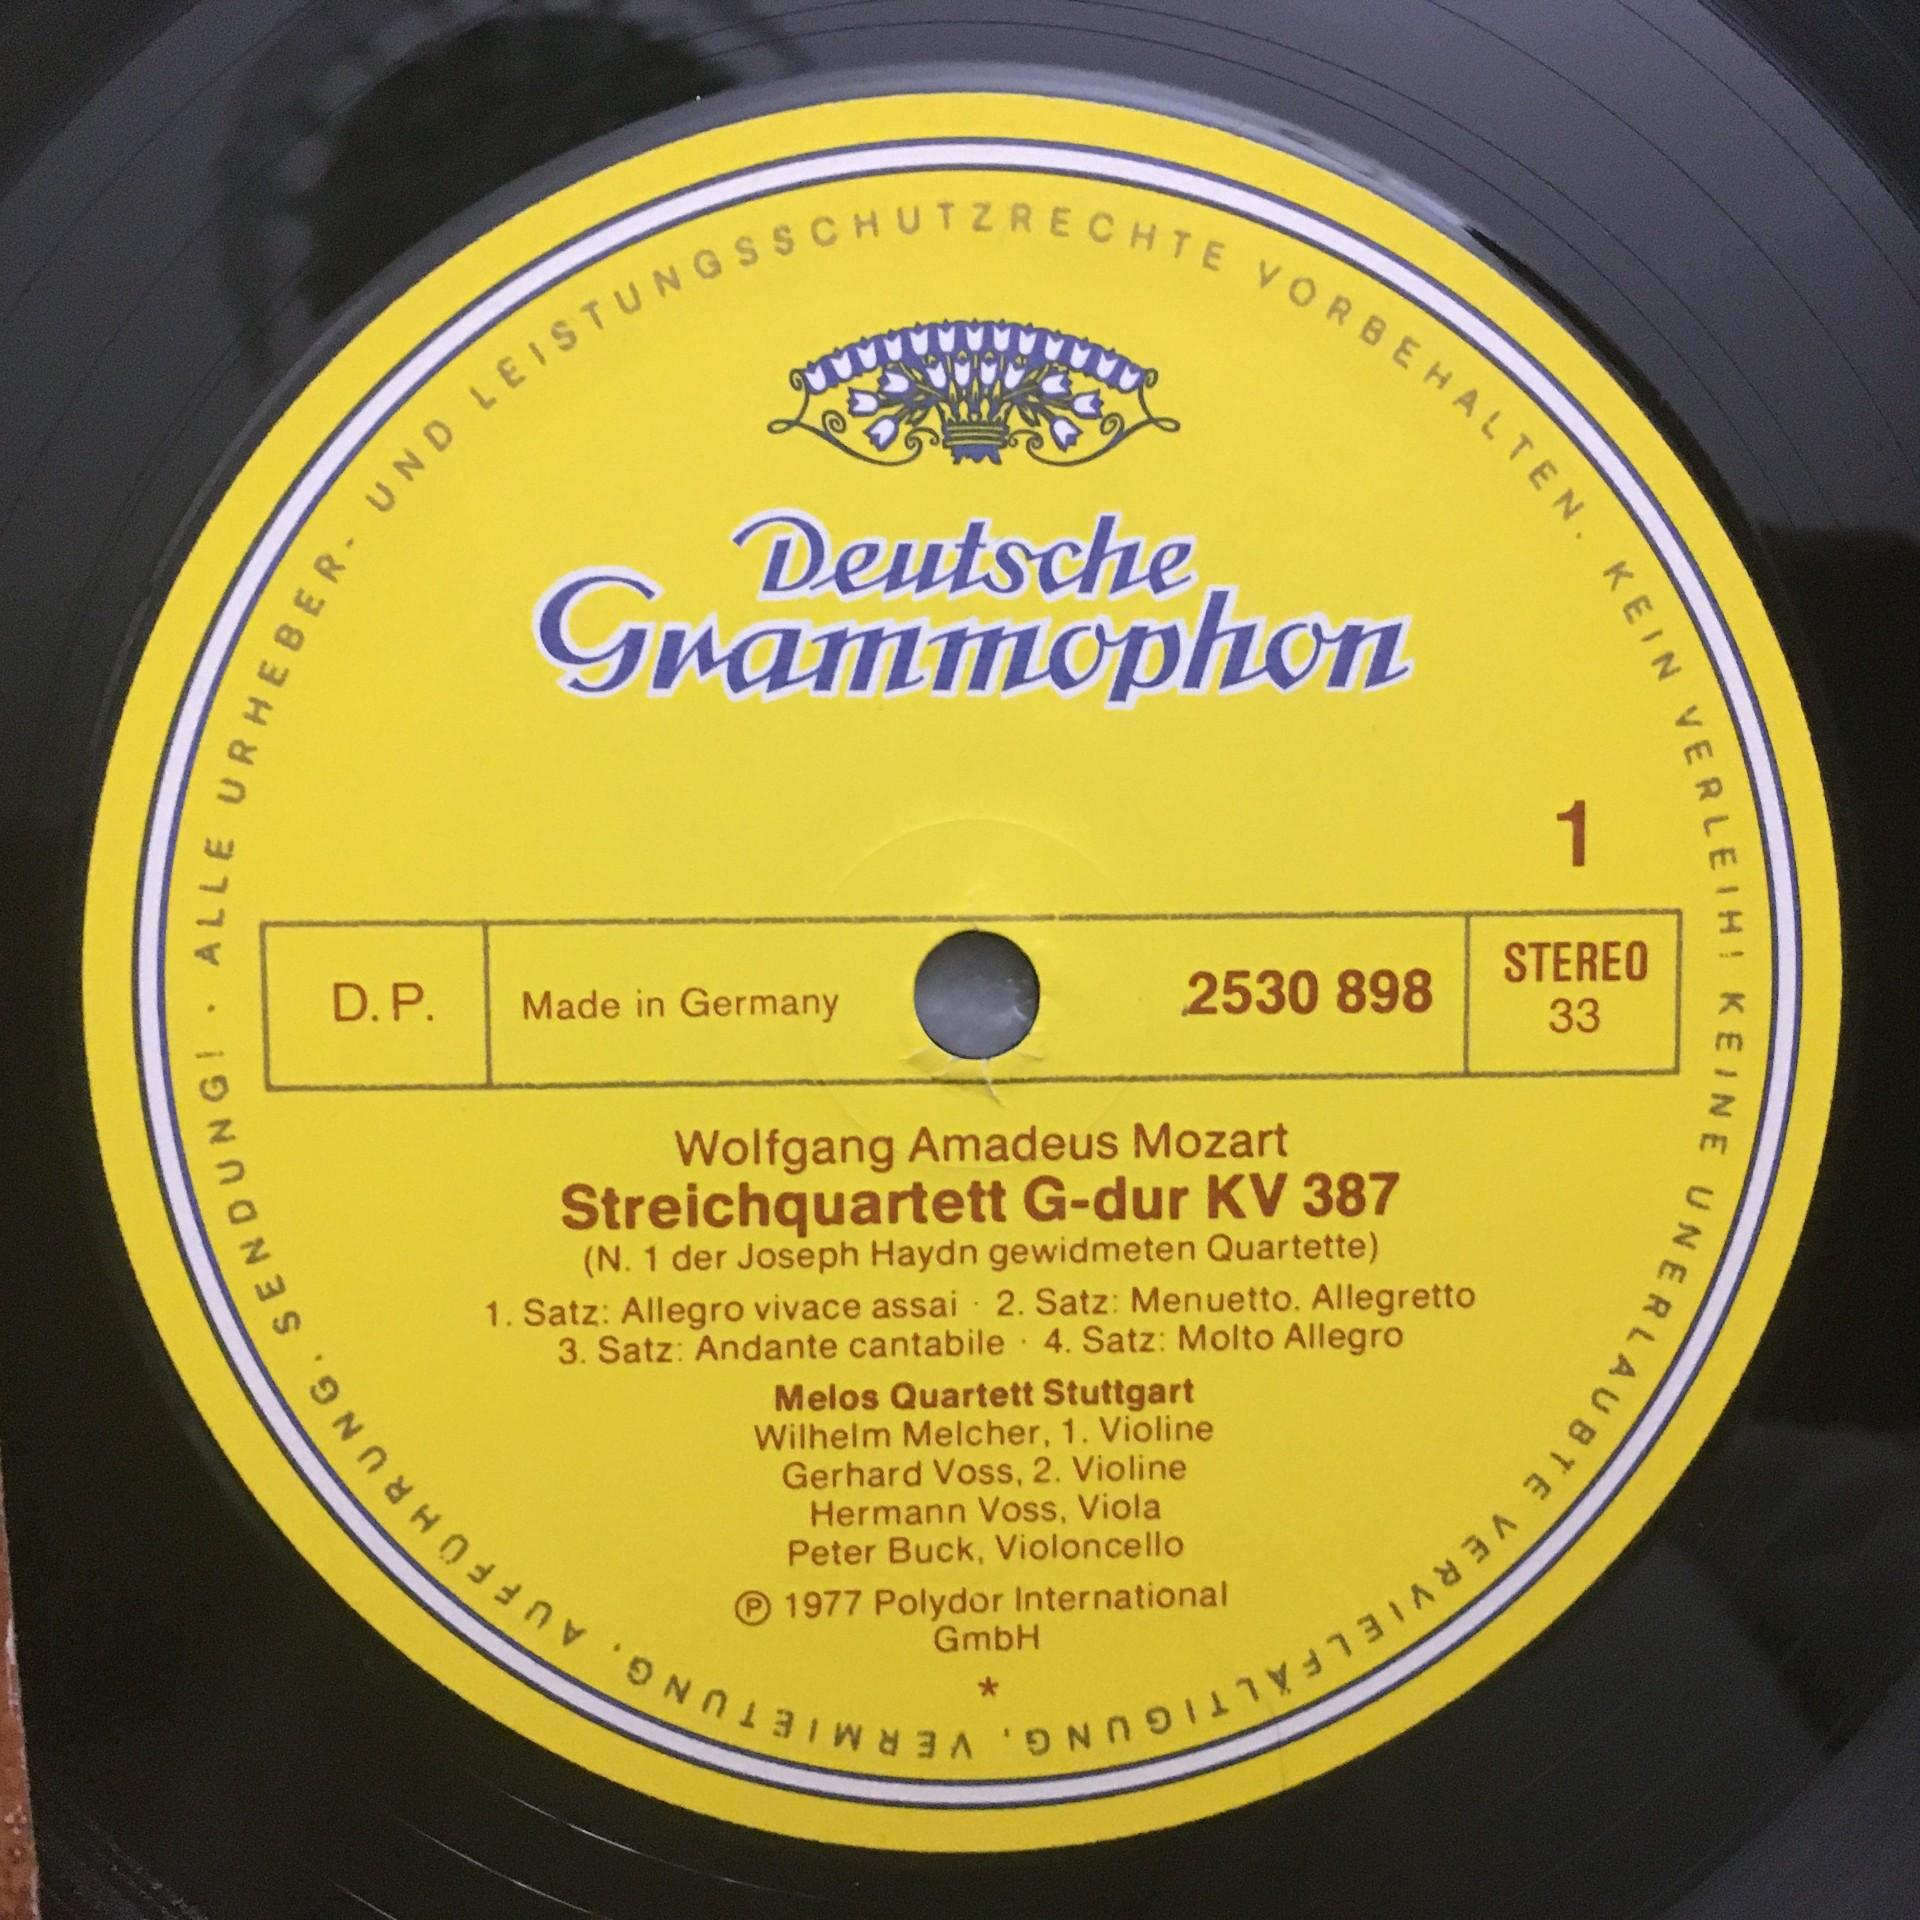 ALLE URHEBER- UND LEISTUNGSSCHUTZRECHTE VORBEHALTEN. KEIN VERLEIH! KEINE UNERLAUBTE VERVIELFÄLTIGUNG, VERMIETUNG, AUFFÜHRUNG, SENDUNG! ·
Deutsche
Grammophon
1
D.P.
Made in Germany
2530 898
STEREO
33
Wolfgang Amadeus Mozart
Streichquartett G-dur KV 387
(N. 1 der Joseph Haydn gewidmeten Quartette)
1. Satz: Allegro vivace assai · 2. Satz: Menuetto. Allegretto
3. Satz: Andante cantabile · 4. Satz: Molto Allegro
Melos Quartett Stuttgart
Wilhelm Melcher, 1. Violine
Gerhard Voss, 2. Violine
Hermann Voss, Viola
Peter Buck, Violoncello
℗ 1977 Polydor International
GmbH
*